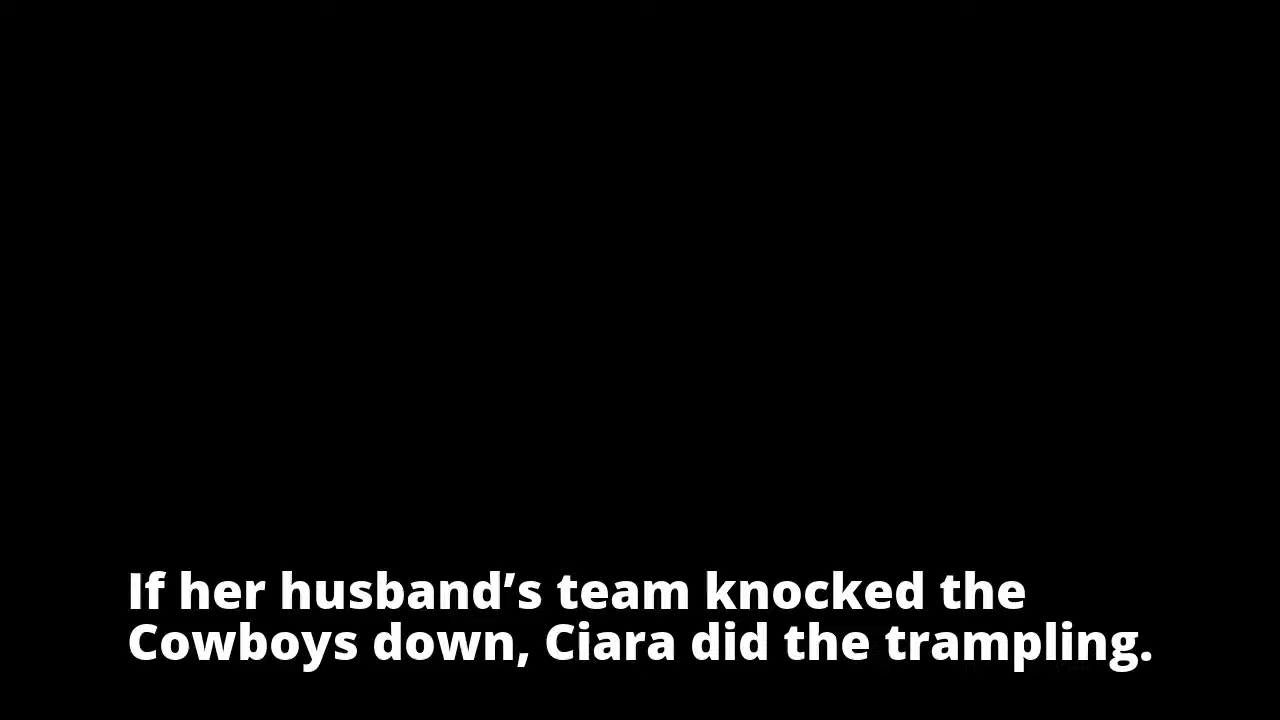 If her husband’s team knocked the
Cowboys down, Ciara did the trampling.